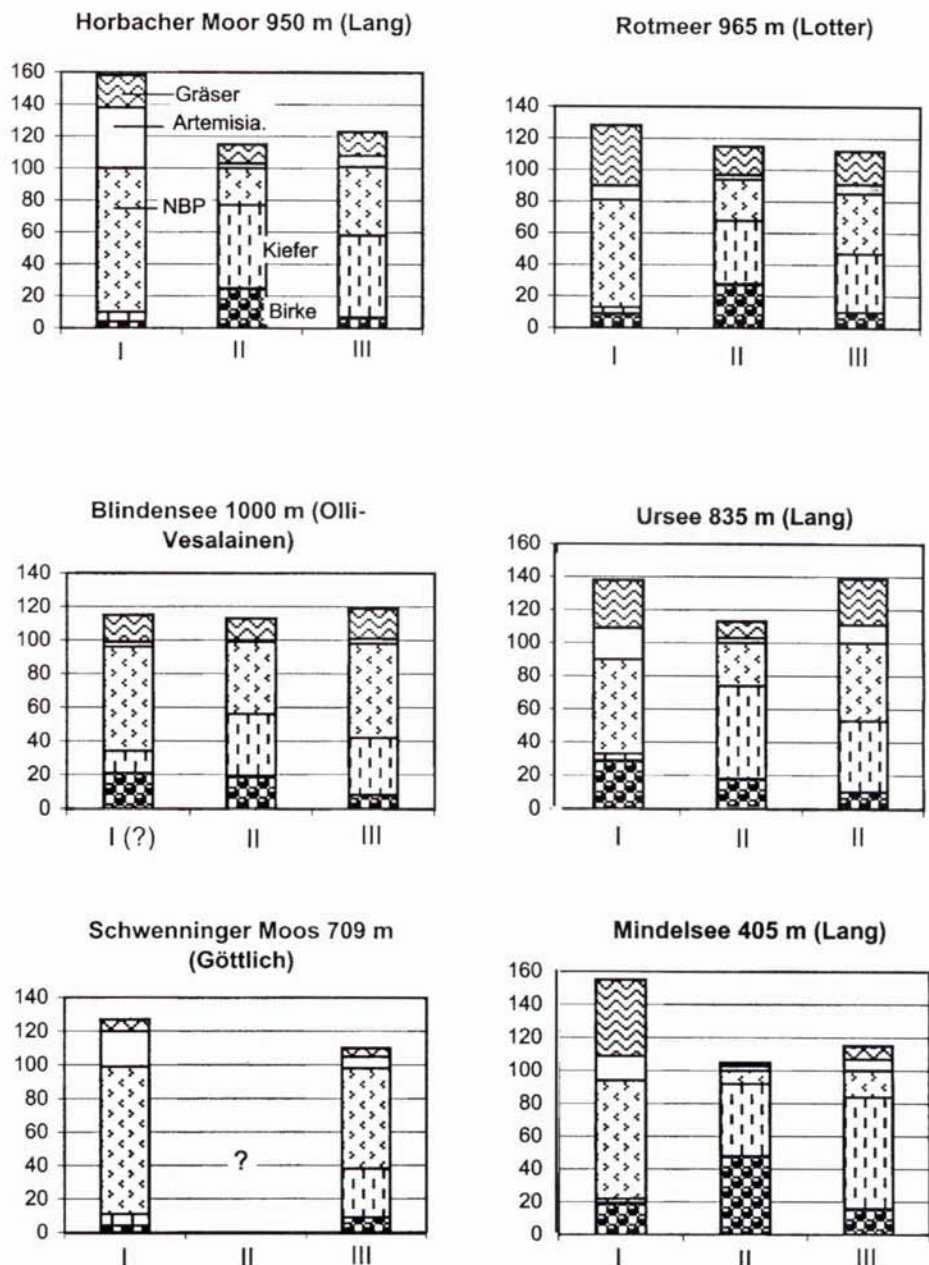 Horbacher Moor 950 m (Lang)
160
140
120
100
80
60
40
20
0
Gräser
Artemisia.
NBP
Kiefer
Birke
I
II
III
Rotmeer 965 m (Lotter)
140
120
100
80
60
40
20
0
I
II
III
Blindensee 1000 m (Olli-
Vesalainen)
140
120
100
80
60
40
20
0
I (?)
II
III
Ursee 835 m (Lang)
160
140
120
100
80
60
40
20
0
I
II
II
Schwenninger Moos 709 m
(Göttlich)
140
120
100
80
60
40
20
0
?
I
II
III
Mindelsee 405 m (Lang)
160
140
120
100
80
60
40
20
0
I
II
III